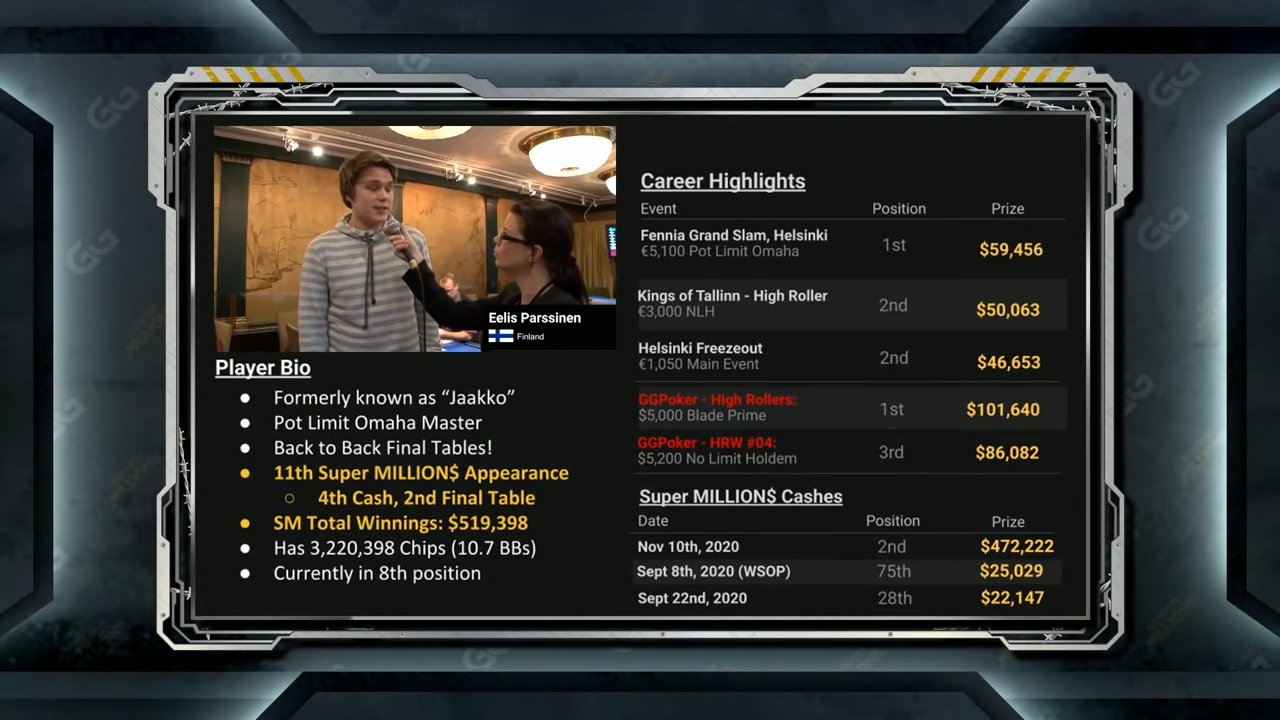 Eelis Parssinen
Finland
Player Bio
● Formerly known as “Jaakko”
● Pot Limit Omaha Master
● Back to Back Final Tables!
● 11th Super MILLION$ Appearance
○ 4th Cash, 2nd Final Table
● SM Total Winnings: $519,398
● Has 3,220,398 Chips (10.7 BBs)
● Currently in 8th position
Career Highlights
Event Position Prize
Fennia Grand Slam, Helsinki
€5,100 Pot Limit Omaha 1st $59,456
Kings of Tallinn - High Roller
€3,000 NLH 2nd $50,063
Helsinki Freezeout
€1,050 Main Event 2nd $46,653
GGPoker - High Rollers:
$5,000 Blade Prime 1st $101,640
GGPoker - HRW #04:
$5,200 No Limit Holdem 3rd $86,082
Super MILLION$ Cashes
Date Position Prize
Nov 10th, 2020 2nd $472,222
Sept 8th, 2020 (WSOP) 75th $25,029
Sept 22nd, 2020 28th $22,147